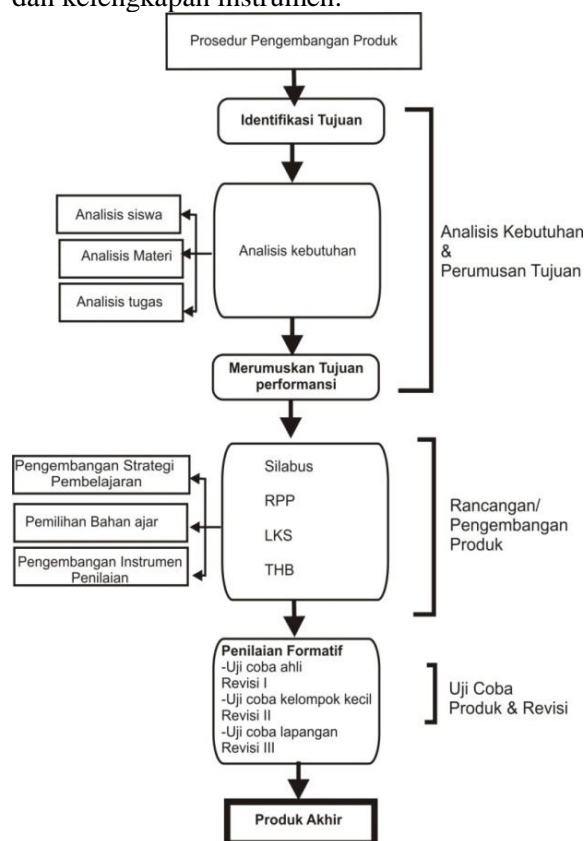 dan kelengkapan instrumen.
Prosedur Pengembangan Produk
Identifikasi Tujuan
Analisis siswa
Analisis Materi
Analisis tugas
Analisis kebutuhan
Analisis Kebutuhan
&
Perumusan Tujuan
Merumuskan Tujuan
performansi
Pengembangan Strategi
Pembelajaran
Pemilihan Bahan ajar
Pengembangan Instrumen
Penilaian
Silabus
RPP
LKS
THB
Rancangan/
Pengembangan
Produk
Penilaian Formatif
-Uji coba ahli
Revisi I
-Uji coba kelompok kecil
Revisi II
-Uji coba lapangan
Revisi III
Uji Coba
Produk & Revisi
Produk Akhir